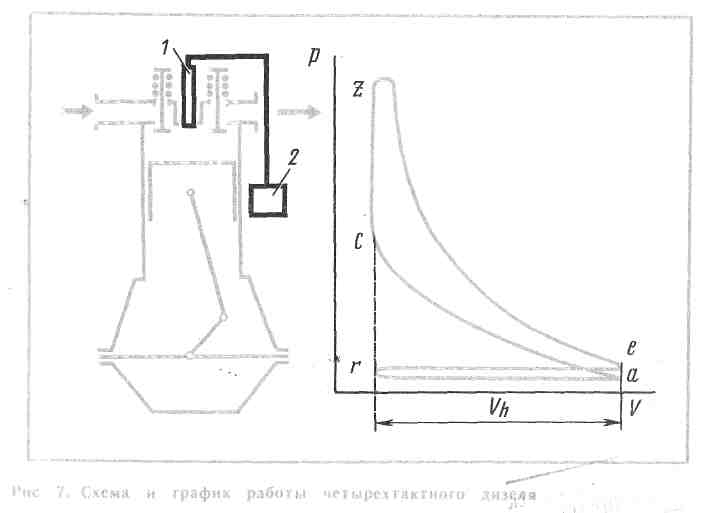 1
2
p
z
c
r
e
a
Vh
V
Рис 7. Схема и график работы четырехтактного дизеля